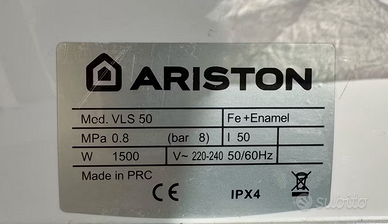 ARISTON
Mod. VLS 50 Fe+Enamel
MPa 0.8 (bar 8) l 50
W 1500 V~ 220-240 50/60Hz
Made in PRC
CE IPX4
subito